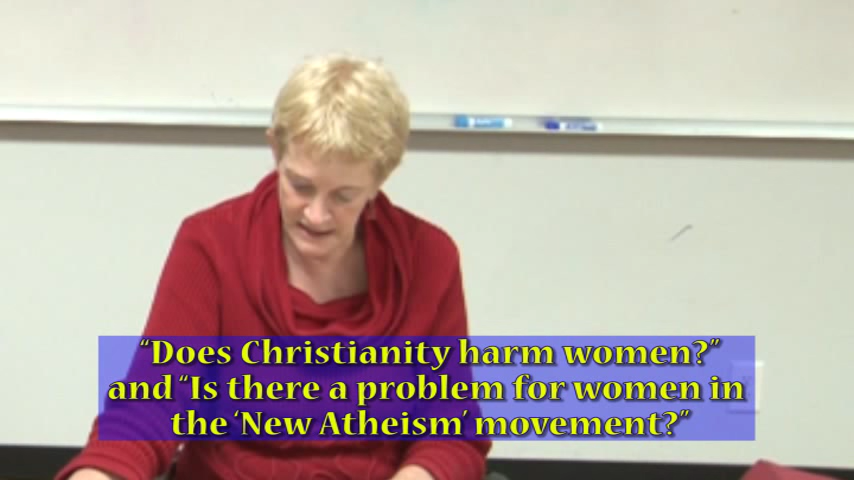 “Does Christianity harm women?”
and “Is there a problem for women in
the ‘New Atheism’ movement?”